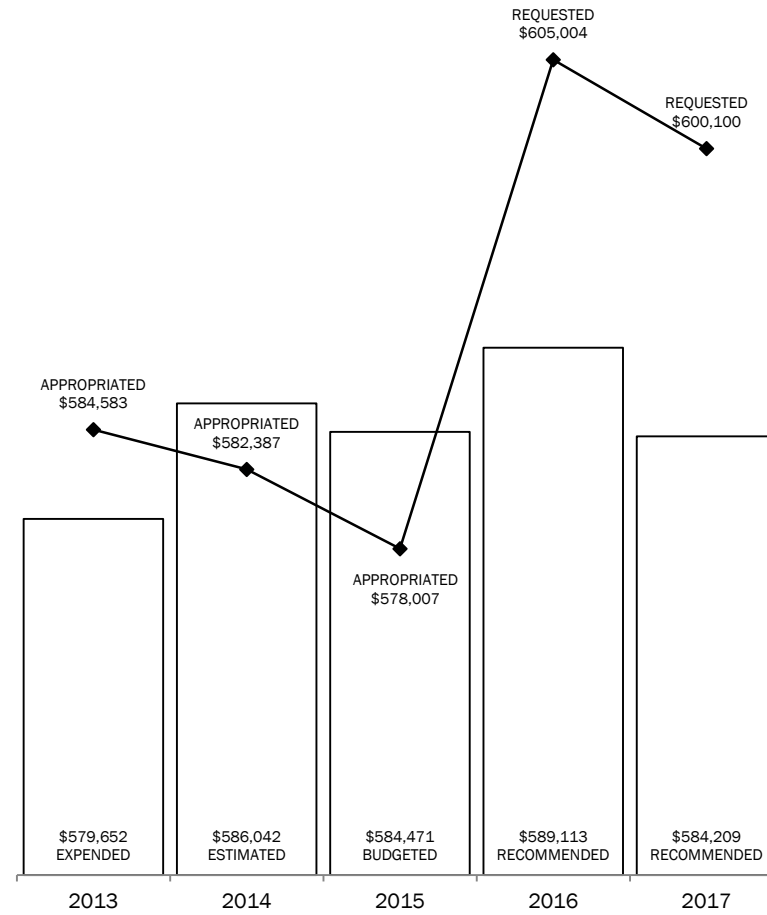 REQUESTED
$605,004
REQUESTED
$600,100
APPROPRIATED
$584,583
APPROPRIATED
$582,387
APPROPRIATED
$578,007
$579,652
EXPENDED
$586,042
ESTIMATED
$584,471
BUDGETED
$589,113
RECOMMENDED
$584,209
RECOMMENDED
2013
2014
2015
2016
2017